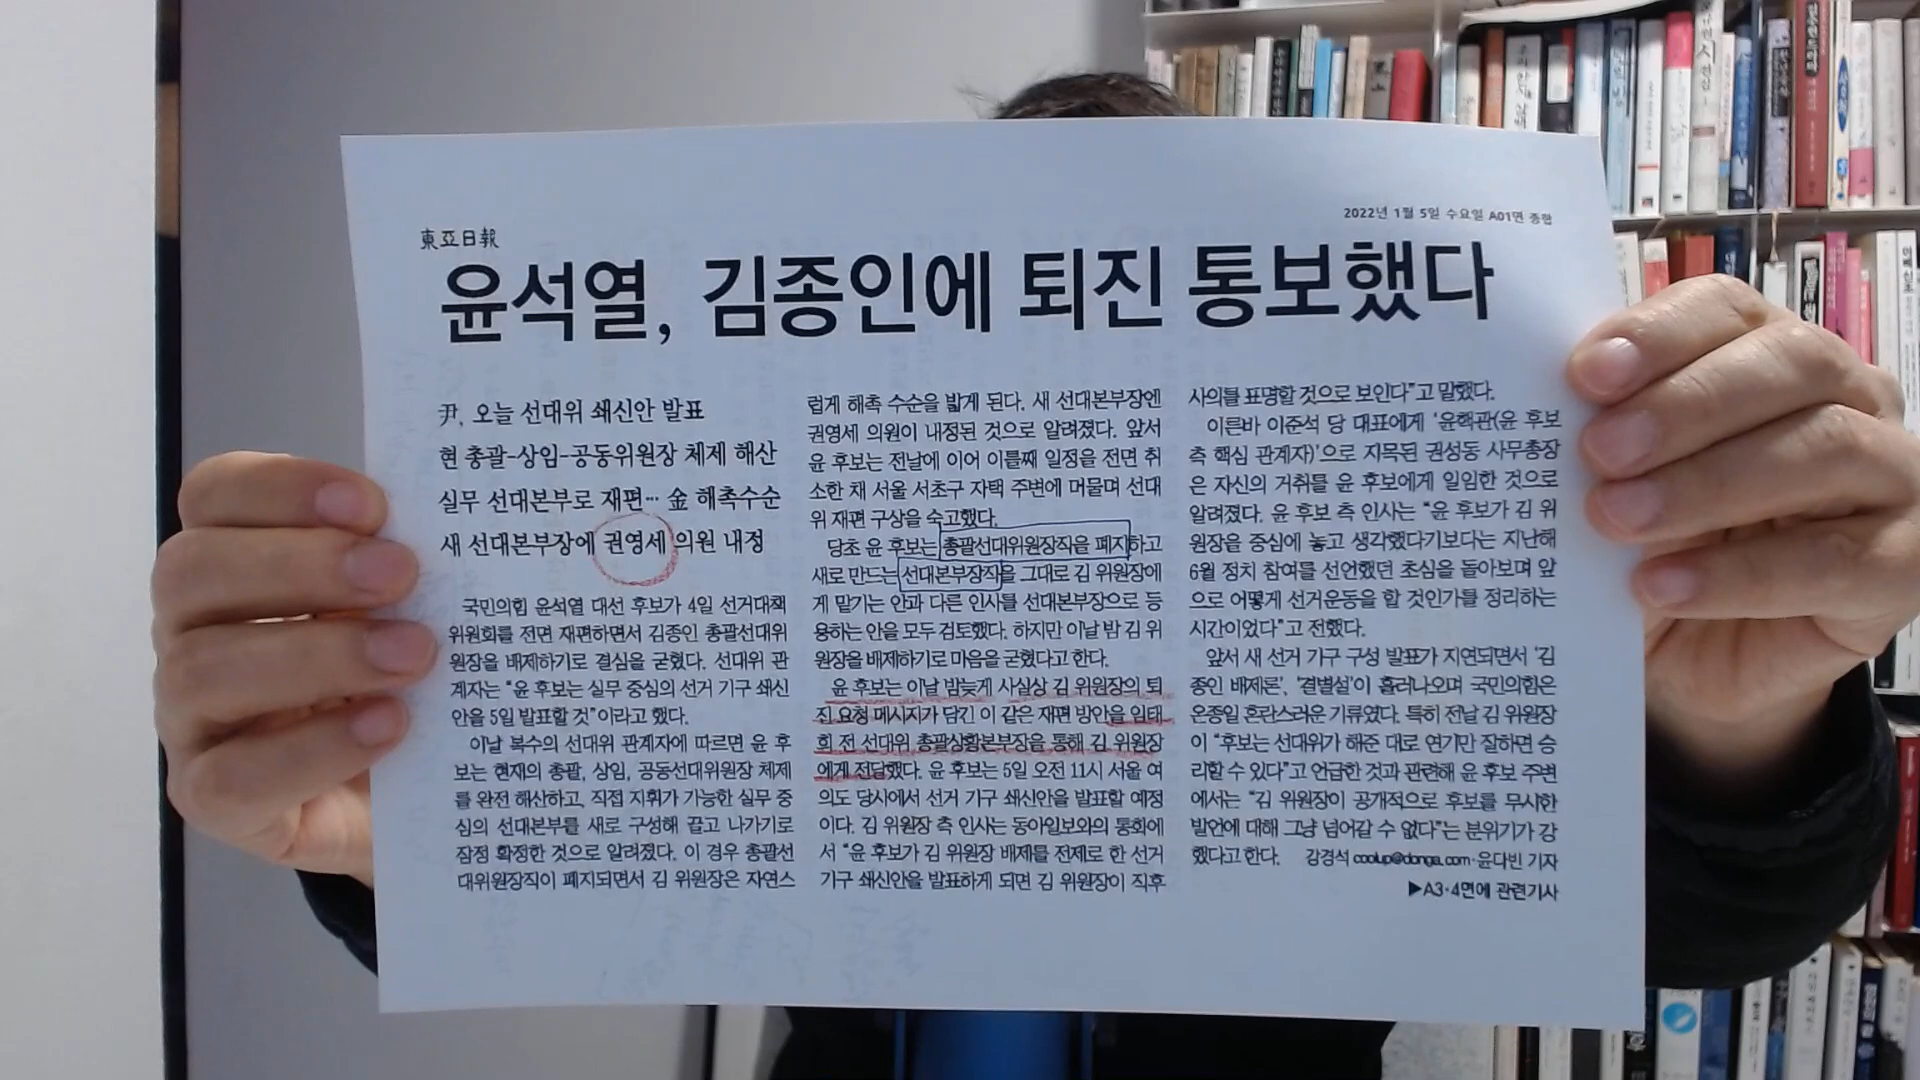 2022년 1월 5일 수요일 A01면 종합
東亞日報
윤석열, 김종인에 퇴진 통보했다
尹, 오늘 선대위 쇄신안 발표
현 총괄-상임-공동위원장 체제 해산
실무 선대본부로 재편… 金 해촉수순
새 선대본부장에 권영세 의원 내정
국민의힘 윤석열 대선 후보가 4일 선거대책
위원회를 전면 재편하면서 김종인 총괄선대위
원장을 배제하기로 결심을 굳혔다. 선대위 관
계자는 “윤 후보는 실무 중심의 선거 기구 쇄신
안을 5일 발표할 것”이라고 했다.
이날 복수의 선대위 관계자에 따르면 윤 후
보는 현재의 총괄, 상임, 공동선대위원장 체제
를 완전 해산하고, 직접 지휘가 가능한 실무 중
심의 선대본부를 새로 구성해 끌고 나가기로
잠정 확정한 것으로 알려졌다. 이 경우 총괄선
대위원장직이 폐지되면서 김 위원장은 자연스
럽게 해촉 수순을 밟게 된다. 새 선대본부장엔
권영세 의원이 내정된 것으로 알려졌다. 앞서
윤 후보는 전날에 이어 이틀째 일정을 전면 취
소한 채 서울 서초구 자택 주변에 머물며 선대
위 재편 구상을 숙고했다.
당초 윤 후보는 총괄선대위원장직을 폐지하고
새로 만드는 선대본부장직을 그대로 김 위원장에
게 맡기는 안과 다른 인사를 선대본부장으로 등
용하는 안을 모두 검토했다. 하지만 이날 밤 김 위
원장을 배제하기로 마음을 굳혔다고 한다.
윤 후보는 이날 밤늦게 사실상 김 위원장의 퇴
진 요청 메시지가 담긴 이 같은 재편 방안을 임태
희 전 선대위 총괄상황본부장을 통해 김 위원장
에게 전달했다. 윤 후보는 5일 오전 11시 서울 여
의도 당사에서 선거 기구 쇄신안을 발표할 예정
이다. 김 위원장 측 인사는 동아일보와의 통화에
서 “윤 후보가 김 위원장 배제를 전제로 한 선거
기구 쇄신안을 발표하게 되면 김 위원장이 직후
사의를 표명할 것으로 보인다”고 말했다.
이른바 이준석 당 대표에게 ‘윤핵관(윤 후보
측 핵심 관계자)’으로 지목된 권성동 사무총장
은 자신의 거취를 윤 후보에게 일임한 것으로
알려졌다. 윤 후보 측 인사는 “윤 후보가 김 위
원장을 중심에 놓고 생각했다기보다는 지난해
6월 정치 참여를 선언했던 초심을 돌아보며 앞
으로 어떻게 선거운동을 할 것인가를 정리하는
시간이었다”고 전했다.
앞서 새 선거 기구 구성 발표가 지연되면서 ‘김
종인 배제론’, ‘결별설’이 흘러나오며 국민의힘은
온종일 혼란스러운 기류였다. 특히 전날 김 위원장
이 “후보는 선대위가 해준 대로 연기만 잘하면 승
리할 수 있다”고 언급한 것과 관련해 윤 후보 주변
에서는 “김 위원장이 공개적으로 후보를 무시한
발언에 대해 그냥 넘어갈 수 없다”는 분위기가 강
했다고 한다. 강경석 coolup@donga.com·윤다빈 기자
▶A3·4면에 관련기사